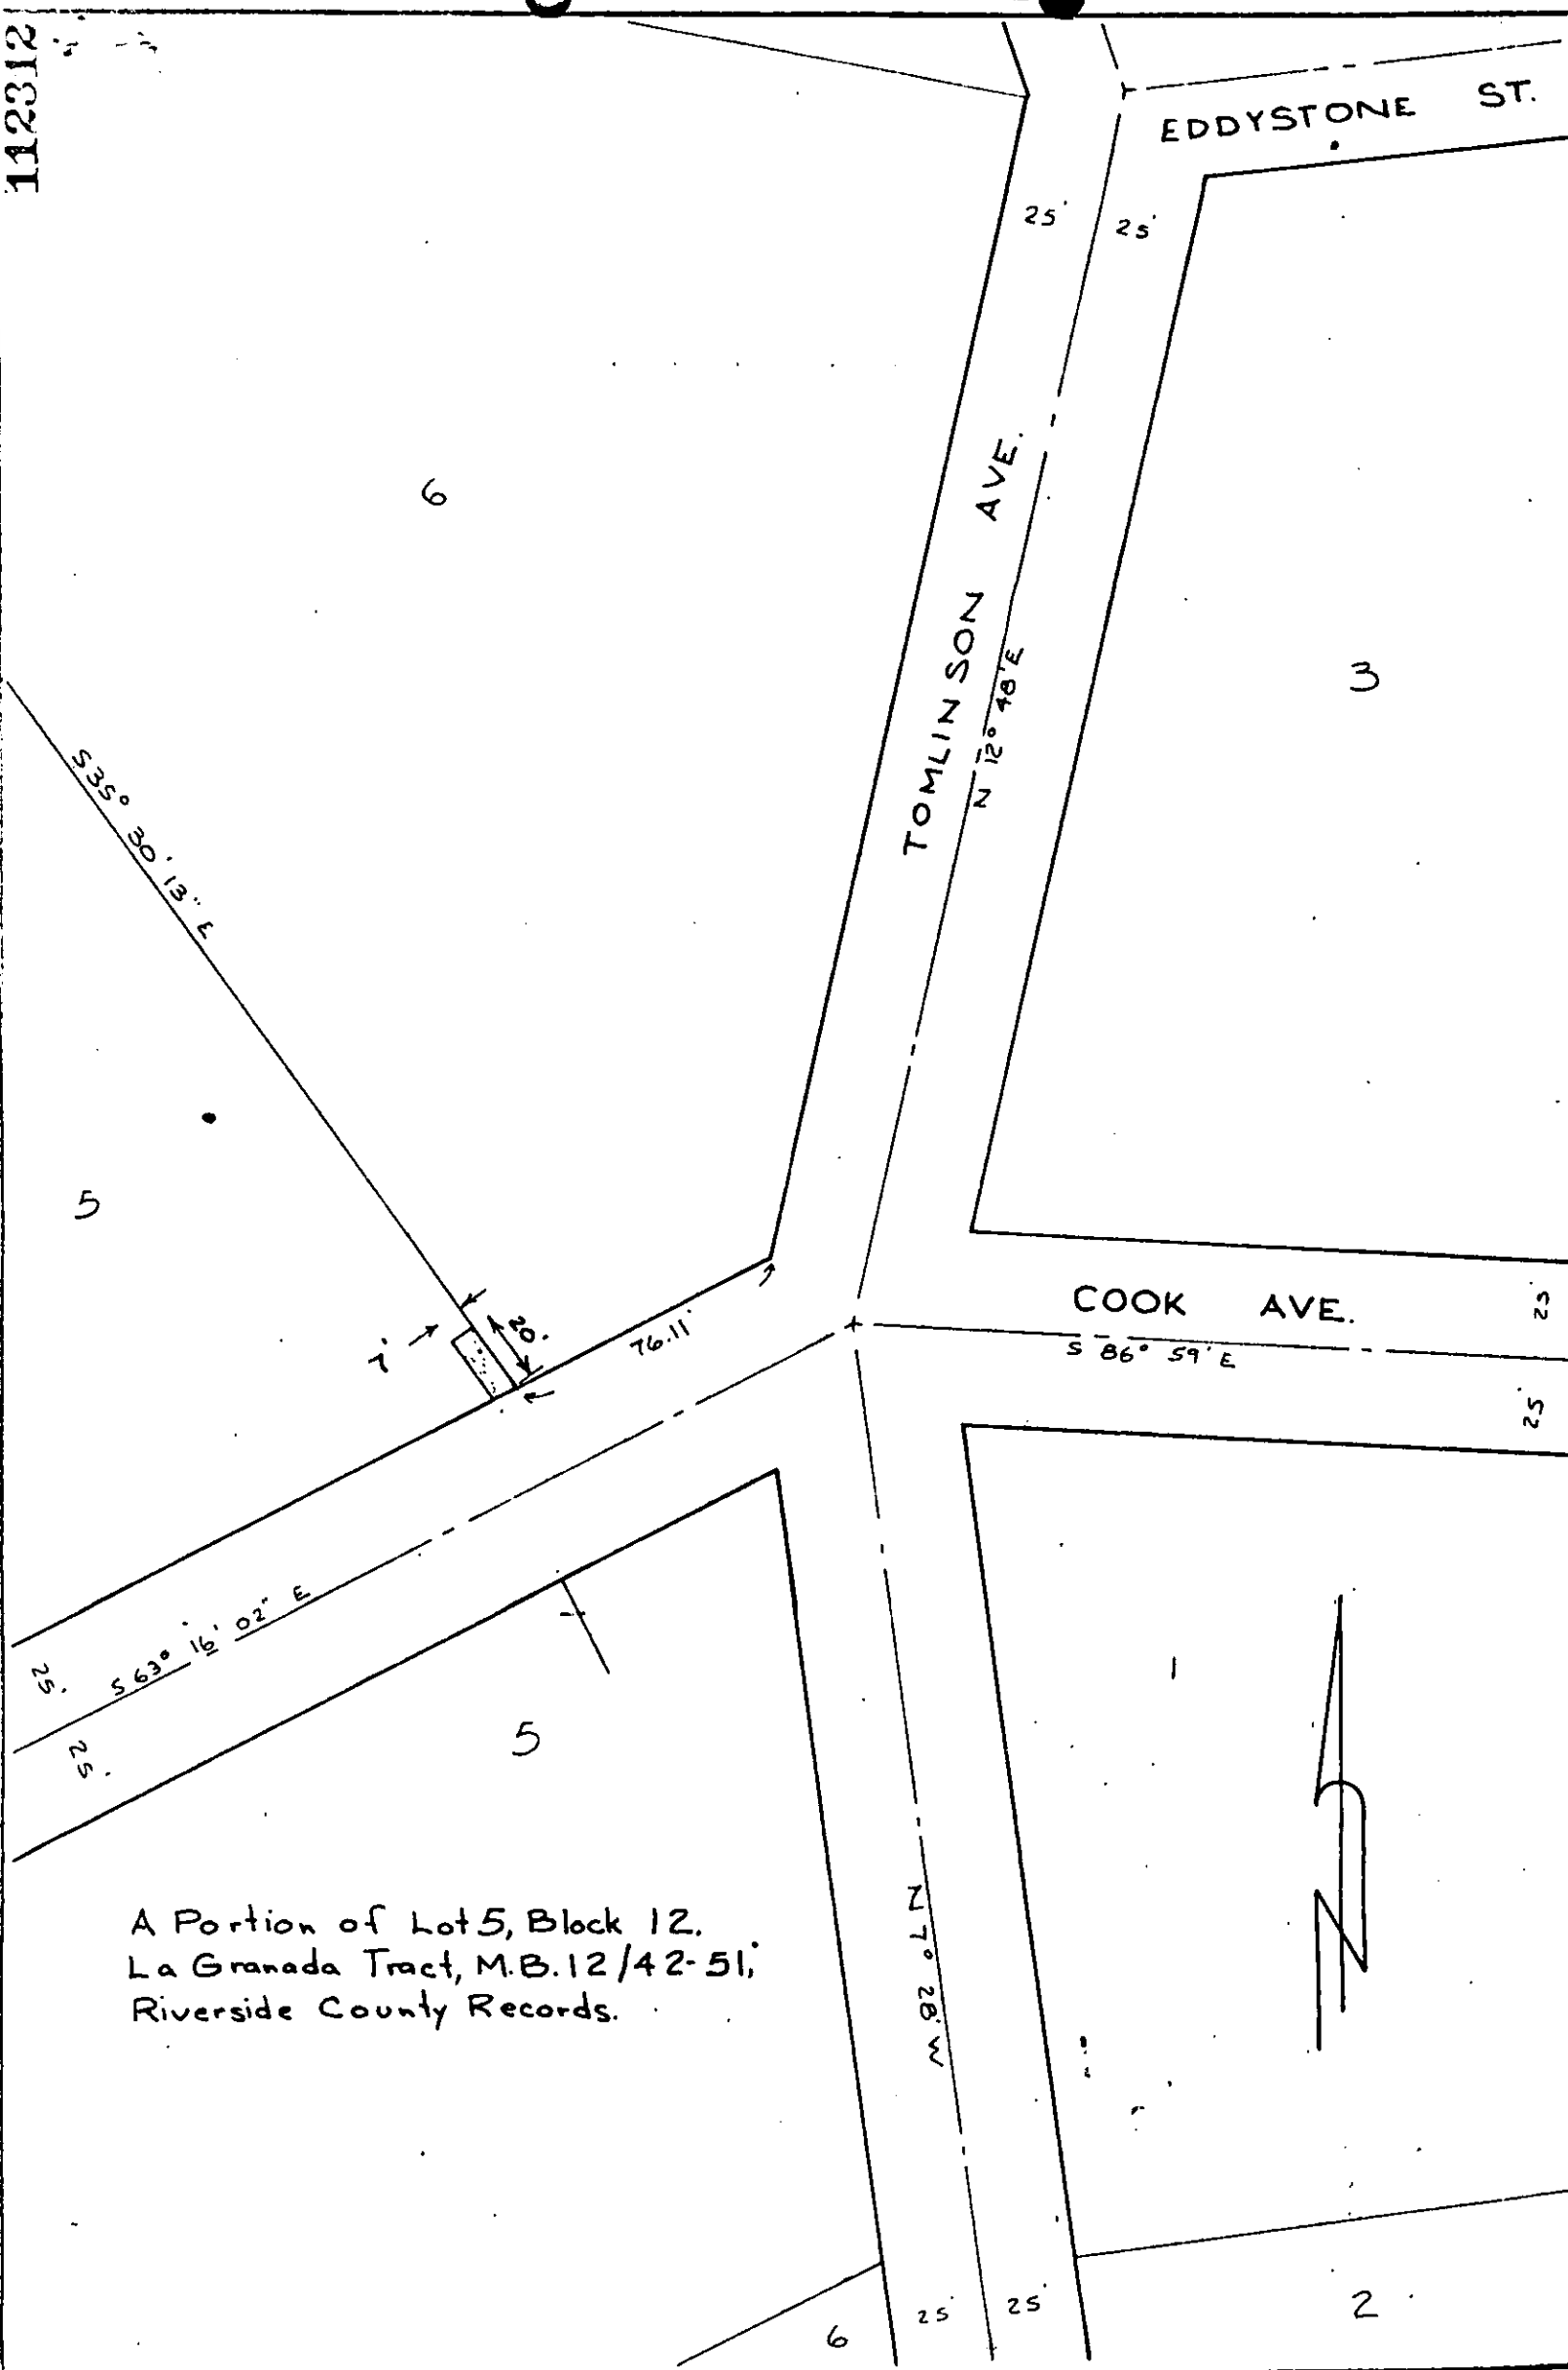 112312
EDDYSTONE ST.
25'
25'
6
TOMLINSON AVE.
N 12° 48' E
3
S35° 30' 13" E
5
7'
20'
76.11'
COOK AVE.
S 86° 59' E
25'
25'
S 63° 16' 02" E
25'
25'
5
1
N
A Portion of Lot 5, Block 12.
La Granada Tract, M.B. 12/42-51,
Riverside County Records.
N 7° 28' W
25'
25'
6
2